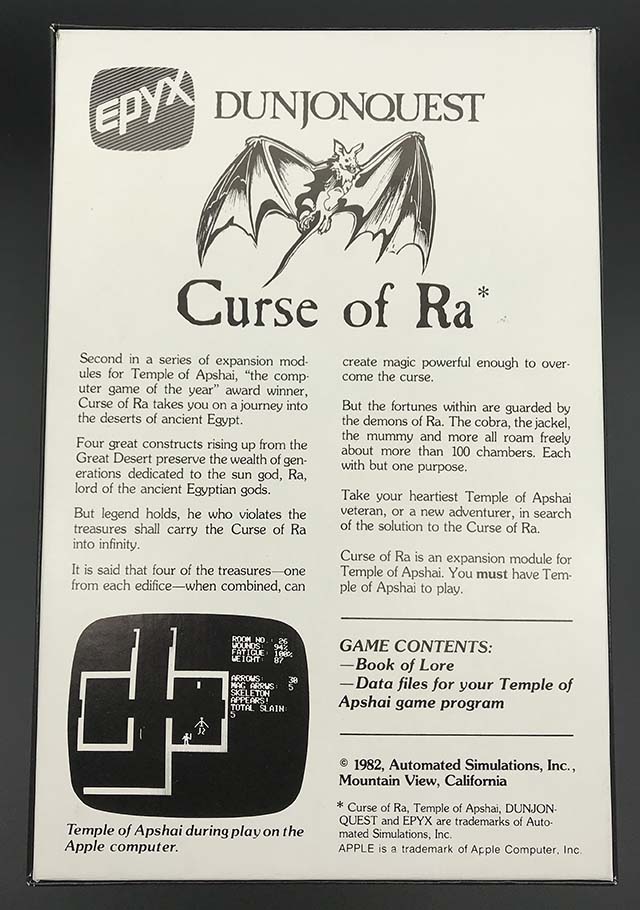 EPYX DUNJONQUEST
Curse of Ra*
Second in a series of expansion mod-
ules for Temple of Apshai, “the comp-
uter game of the year” award winner,
Curse of Ra takes you on a journey into
the deserts of ancient Egypt.
Four great constructs rising up from the
Great Desert preserve the wealth of gen-
erations dedicated to the sun god, Ra,
lord of the ancient Egyptian gods.
But legend holds, he who violates the
treasures shall carry the Curse of Ra
into infinity.
It is said that four of the treasures—one
from each edifice—when combined, can
create magic powerful enough to over-
come the curse.
But the fortunes within are guarded by
the demons of Ra. The cobra, the jackel,
the mummy and more all roam freely
about more than 100 chambers. Each
with but one purpose.
Take your heartiest Temple of Apshai
veteran, or a new adventurer, in search
of the solution to the Curse of Ra.
Curse of Ra is an expansion module for
Temple of Apshai. You must have Tem-
ple of Apshai to play.
ROOM NO.: 26
WOUNDS: 94%
FATIGUE: 100%
WEIGHT: 87
ARROWS: 30
MAG ARRWS: 5
SKELETON
APPEARS!
TOTAL SLAIN:
5
Temple of Apshai during play on the
Apple computer.
GAME CONTENTS:
—Book of Lore
—Data files for your Temple of
Apshai game program
© 1982, Automated Simulations, Inc.,
Mountain View, California
* Curse of Ra, Temple of Apshai, DUNJON-
QUEST and EPYX are trademarks of Auto-
mated Simulations, Inc.
APPLE is a trademark of Apple Computer, Inc.